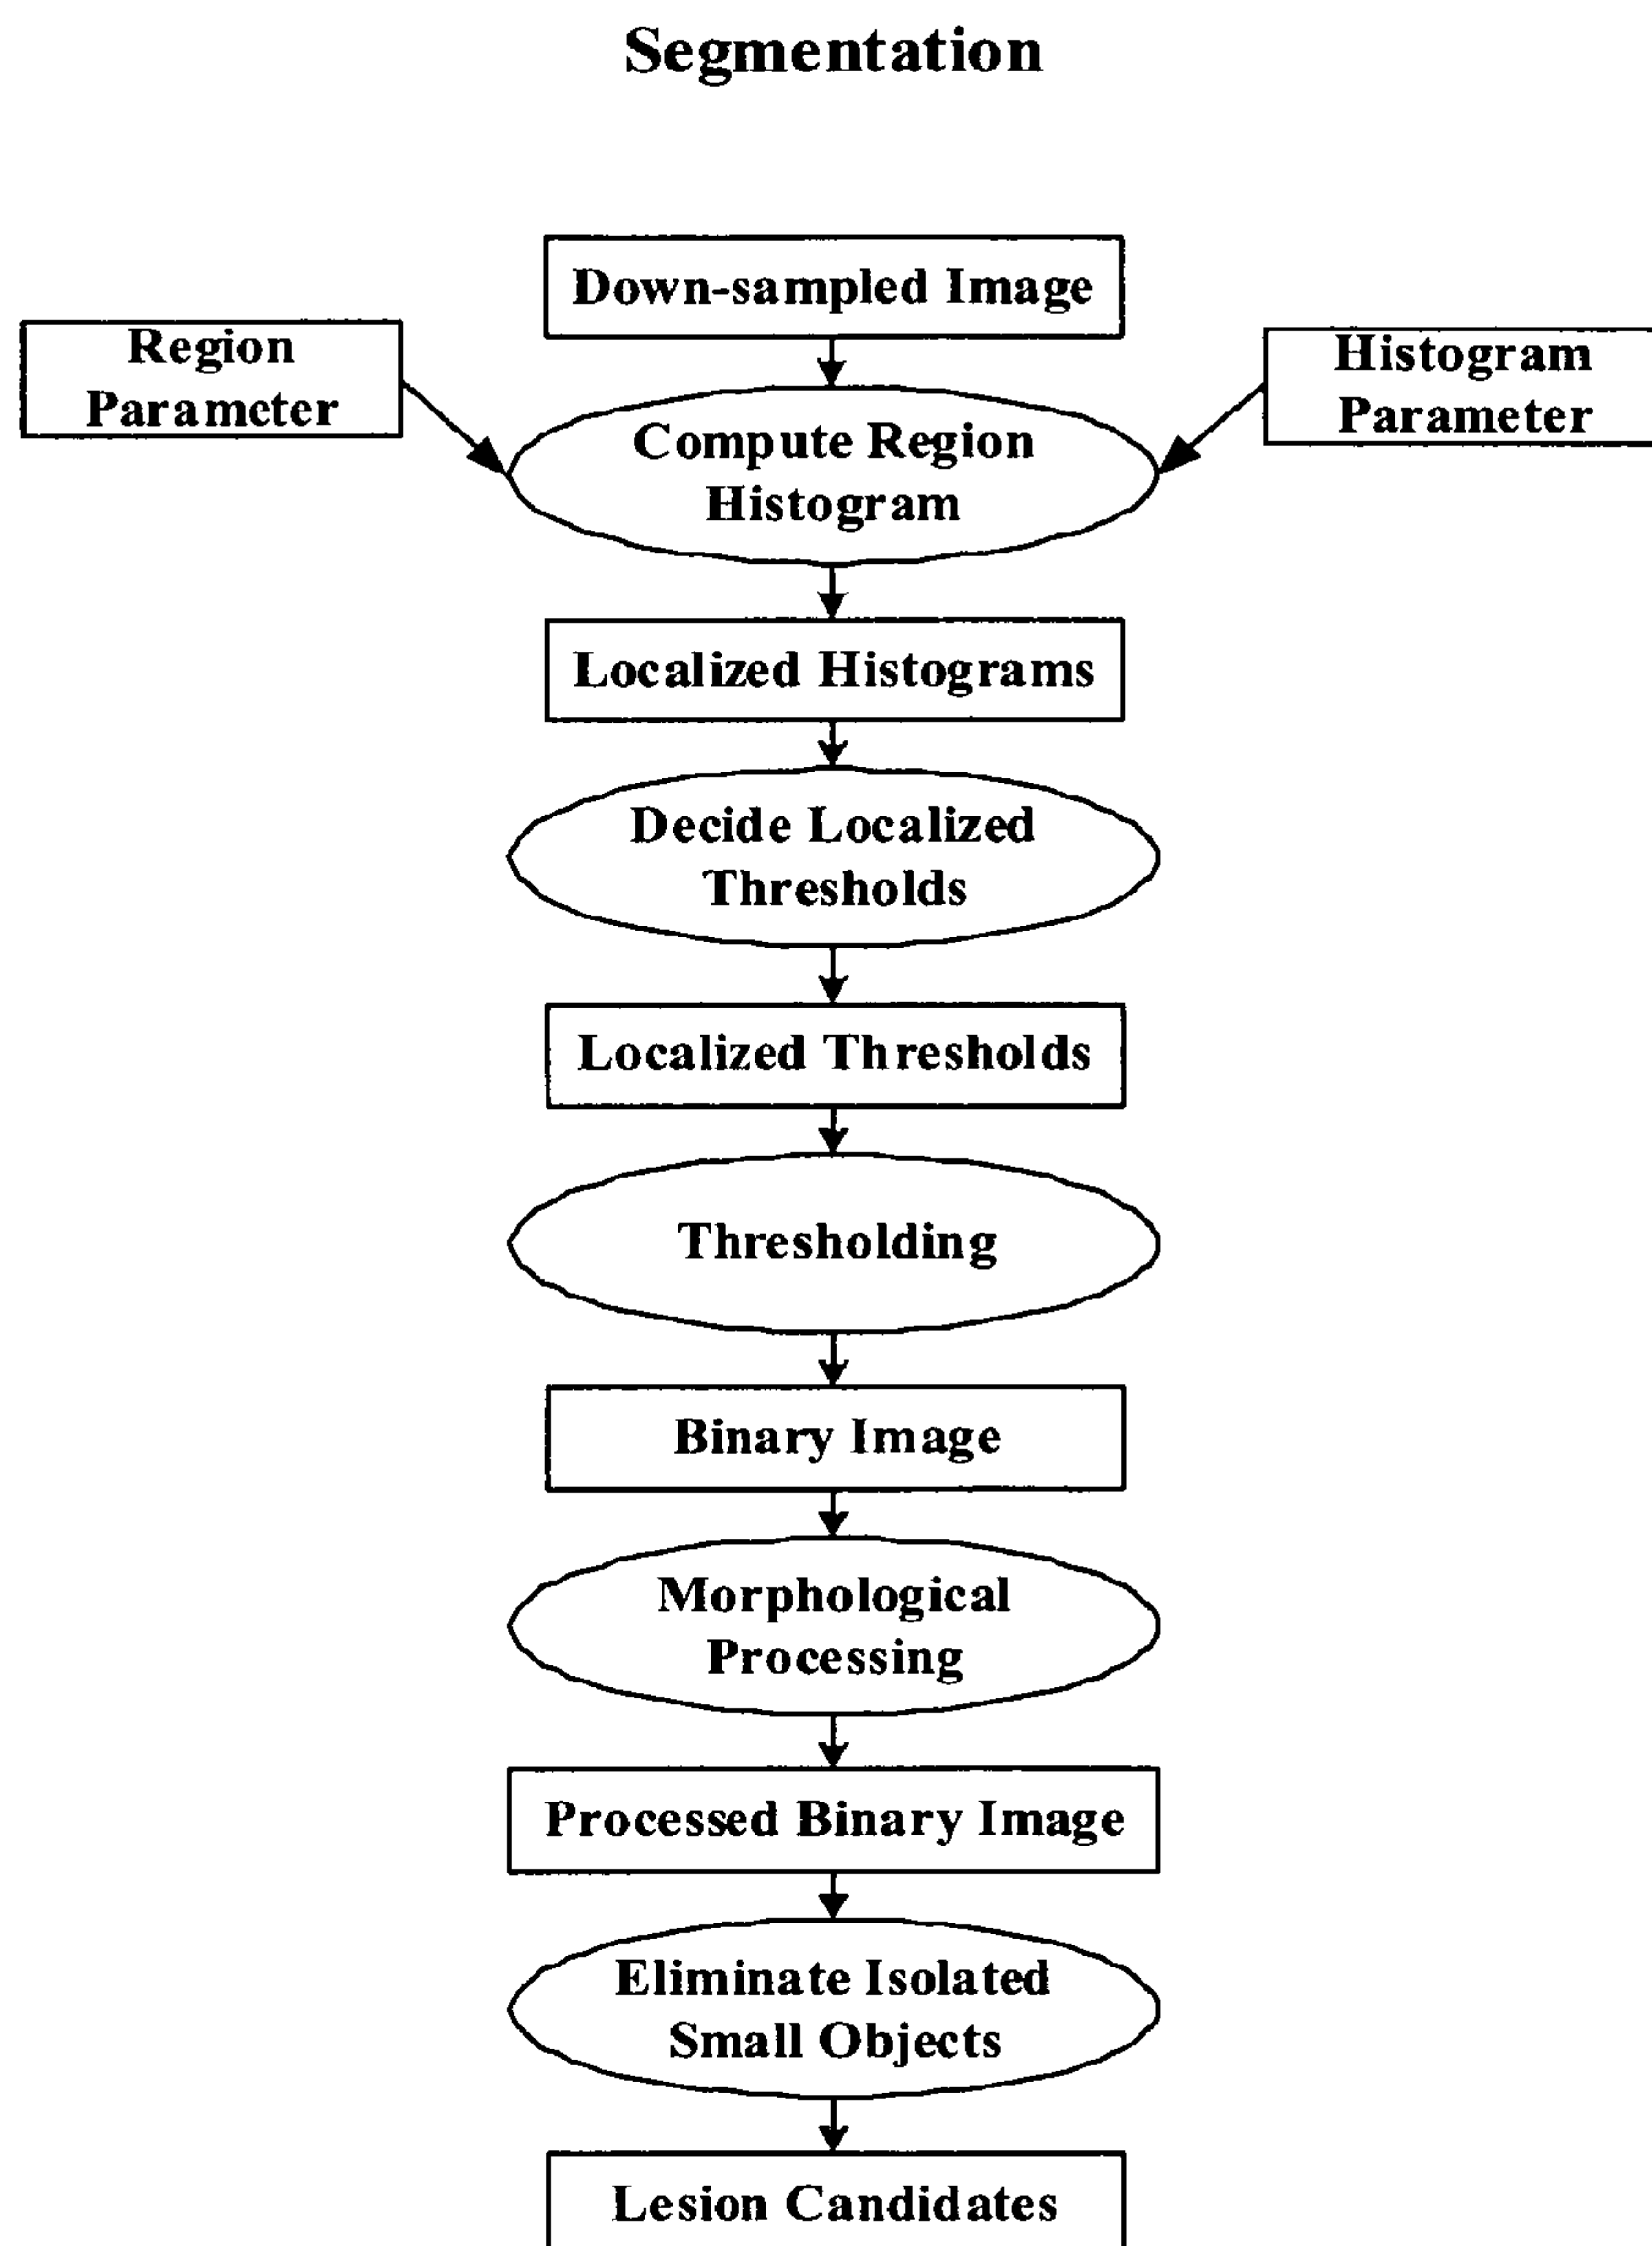 Segmentation
Down-sampled Image
Region
Parameter
Histogram
Parameter
Compute Region
Histogram
Localized Histograms
Decide Localized
Thresholds
Localized Thresholds
Thresholding
Binary Image
Morphological
Processing
Processed Binary Image
Eliminate Isolated
Small Objects
Lesion Candidates